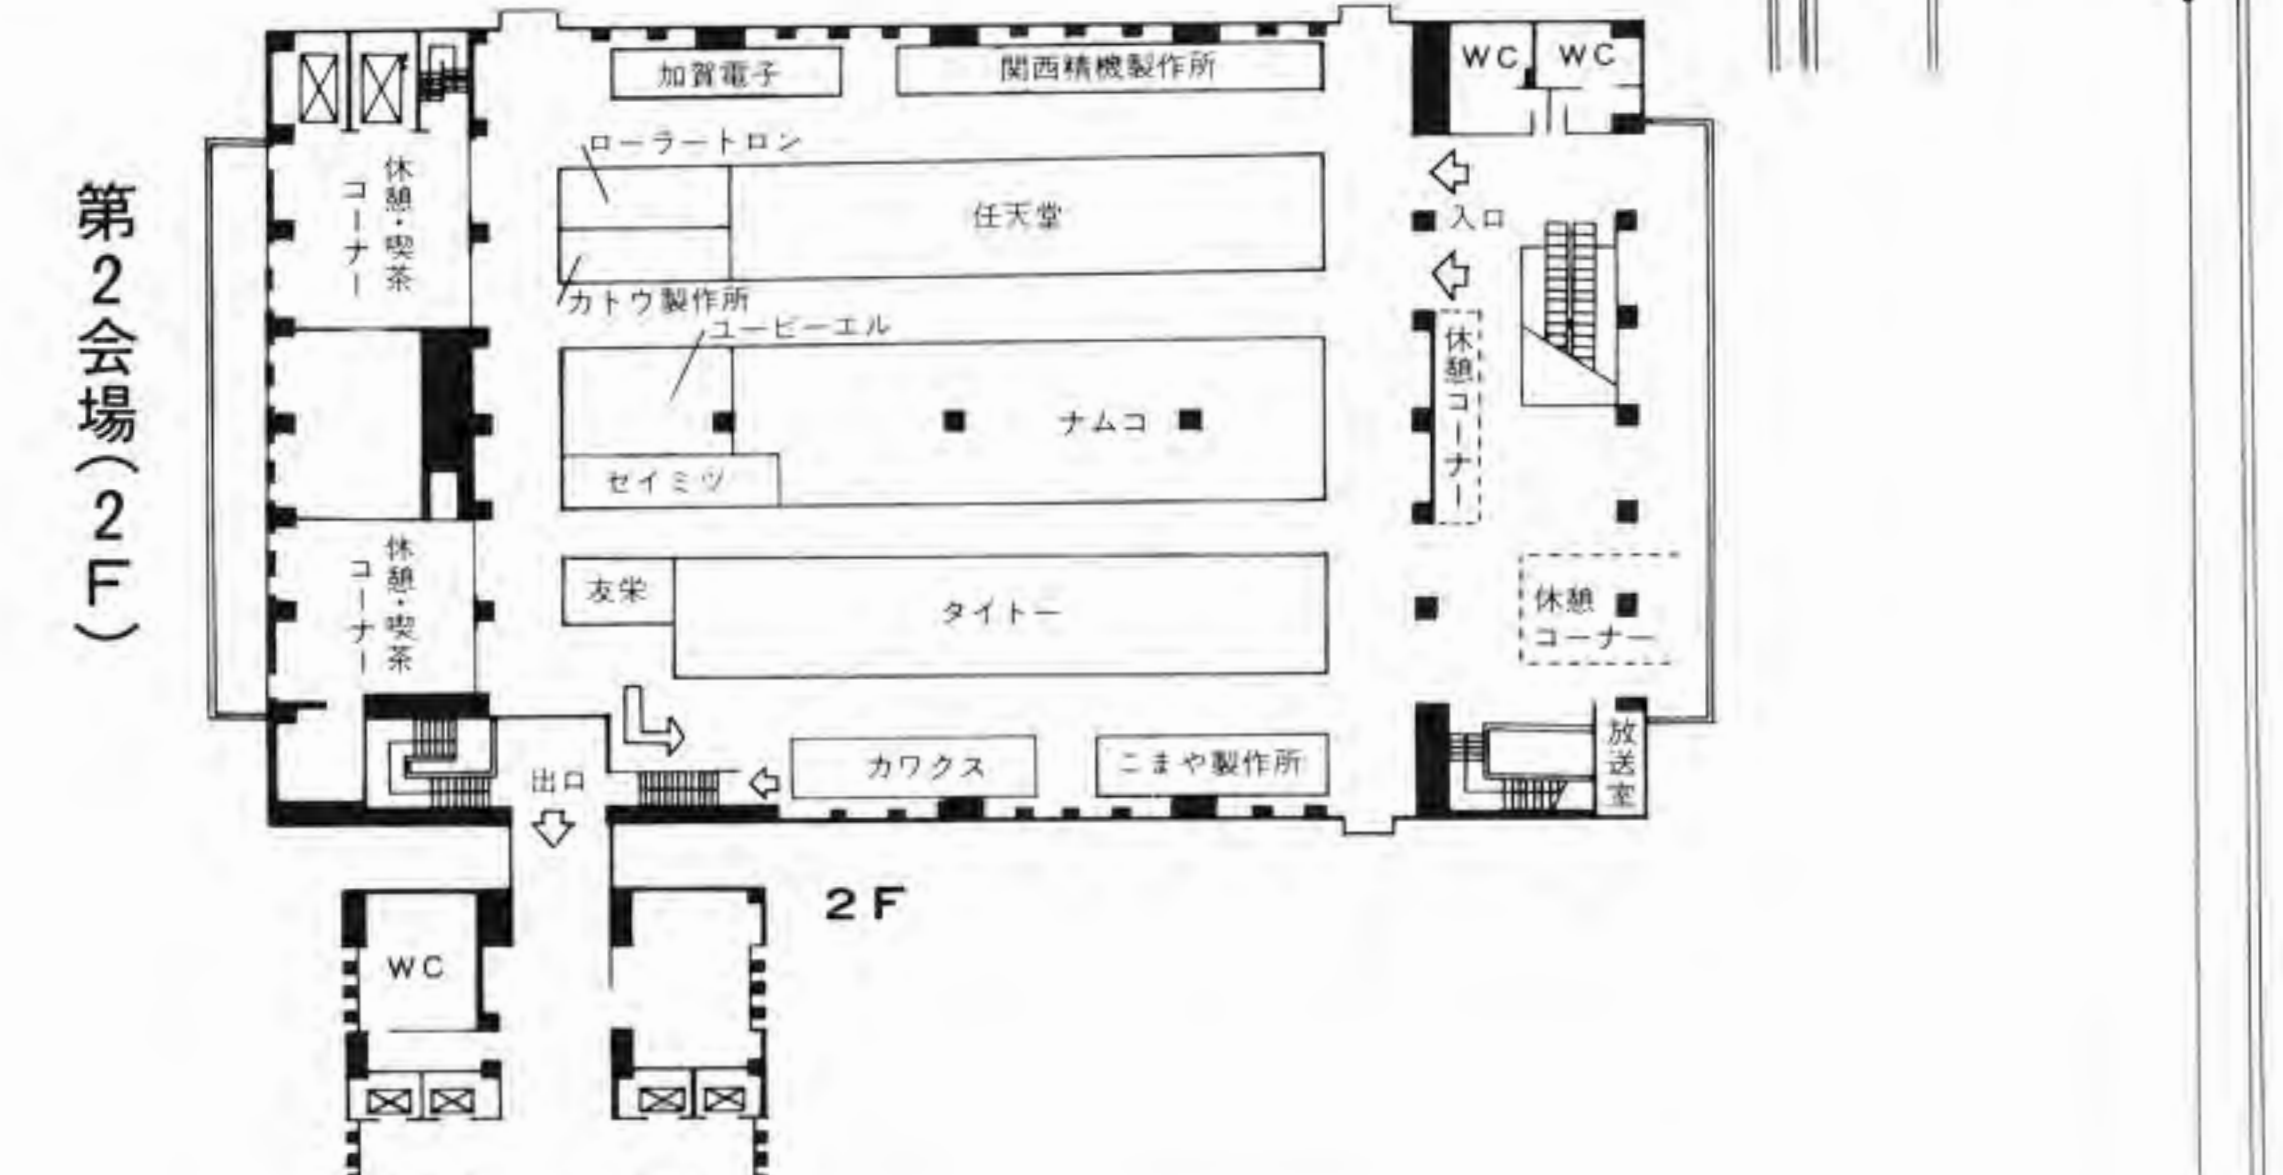 第2会場(2F)
加賀電子
関西精機製作所
WC
WC
ローラートロン
任天堂
カトウ製作所
入口
休憩・喫茶
コーナー
ユービーエル
ナムコ
セイミツ
休憩コーナー
休憩・喫茶
コーナー
友栄
タイトー
休憩
コーナー
カワクス
こまや製作所
放送室
出口
2F
WC